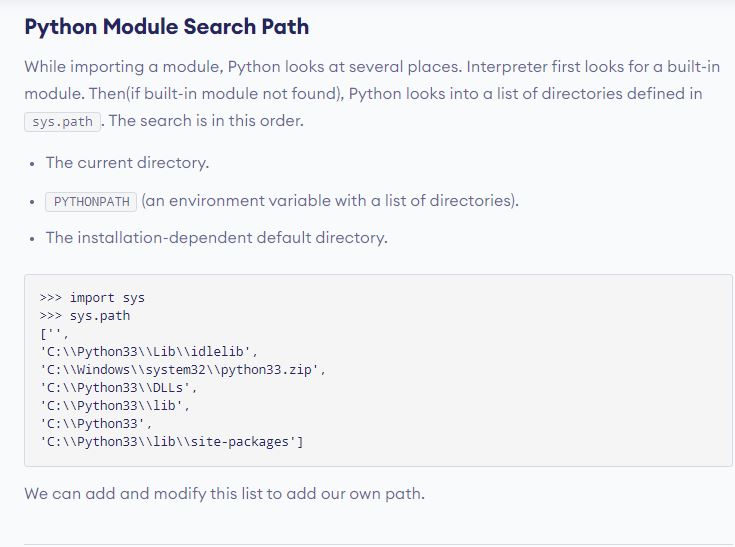 Python Module Search Path
While importing a module, Python looks at several places. Interpreter first looks for a built-in
module. Then(if built-in module not found), Python looks into a list of directories defined in
sys.path . The search is in this order.
• The current directory.
• PYTHONPATH (an environment variable with a list of directories).
• The installation-dependent default directory.
>>> import sys
>>> sys.path
['',
'C:\\Python33\\Lib\\idlelib',
'C:\\Windows\\system32\\python33.zip',
'C:\\Python33\\DLLs',
'C:\\Python33\\lib',
'C:\\Python33',
'C:\\Python33\\lib\\site-packages']
We can add and modify this list to add our own path.